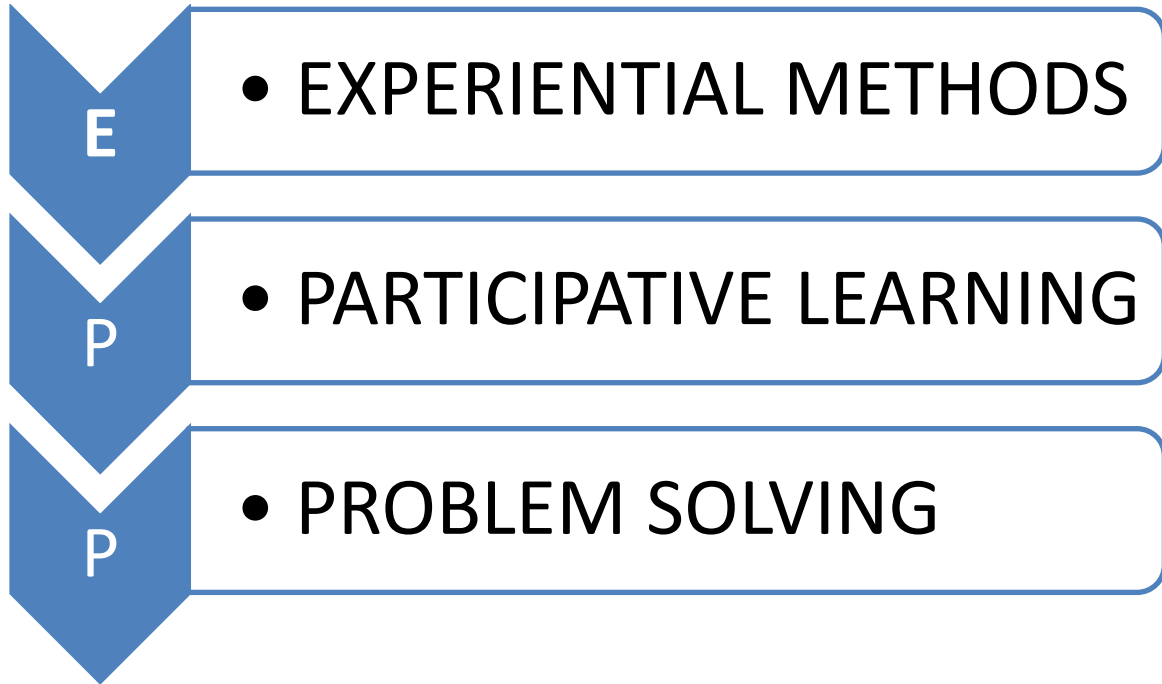 E
• EXPERIENTIAL METHODS
P
• PARTICIPATIVE LEARNING
P
• PROBLEM SOLVING